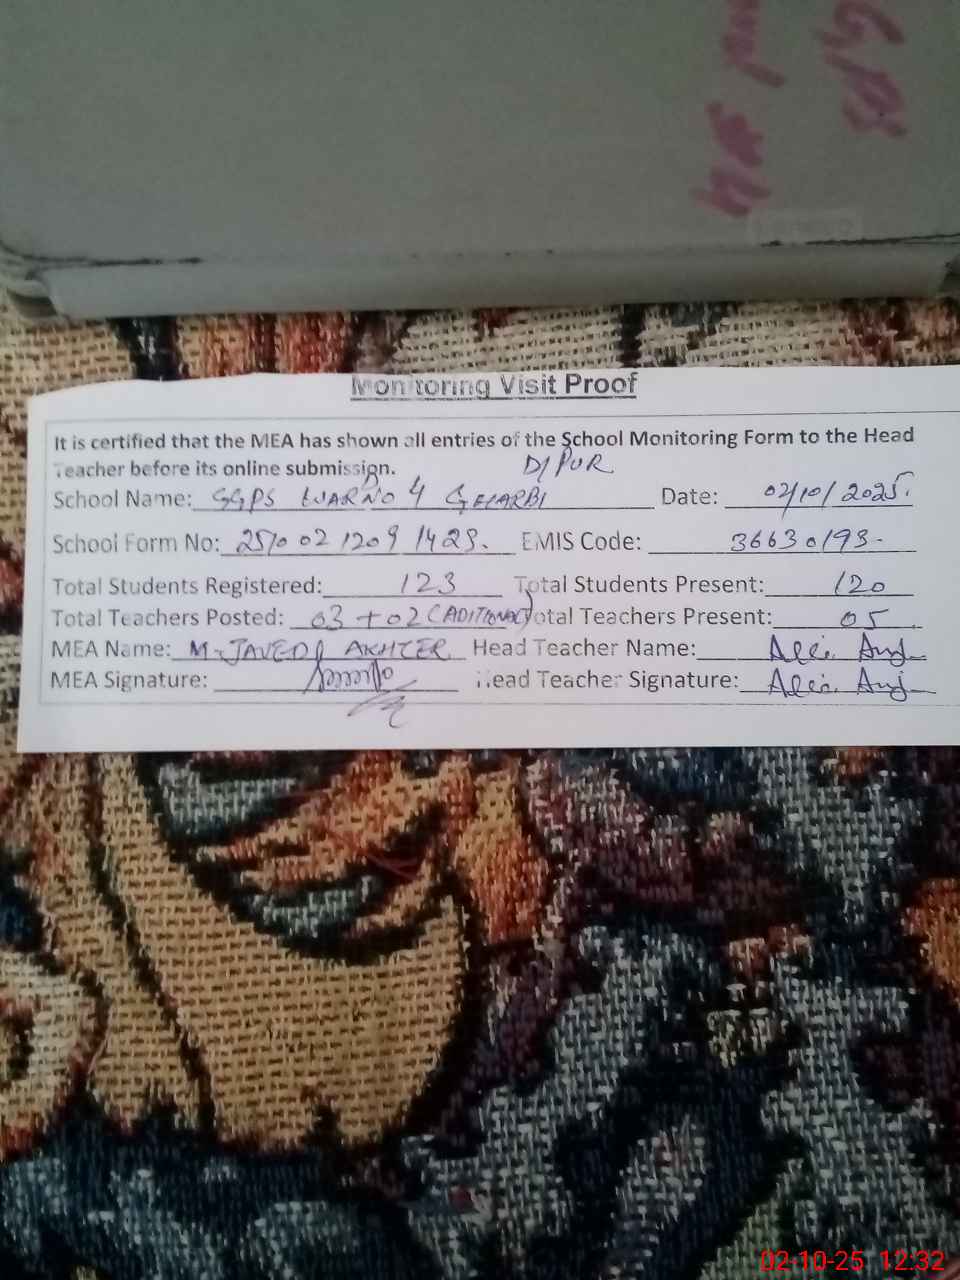 Monitoring Visit Proof
It is certified that the MEA has shown all entries of the School Monitoring Form to the Head
Teacher before its online submission.
D/PUR
School Name: GGPS WARD NO 4 GHARBI Date: 02/10/2025.
School Form No: 2510 02 1209 1423. EMIS Code: 36630193-
Total Students Registered: 123 Total Students Present: 120
Total Teachers Posted: 03 + 02 (ADITIONAL) Total Teachers Present: 05
MEA Name: M. JAVED AKHTER Head Teacher Name:
MEA Signature: Head Teacher Signature:
02-10-25 12:32